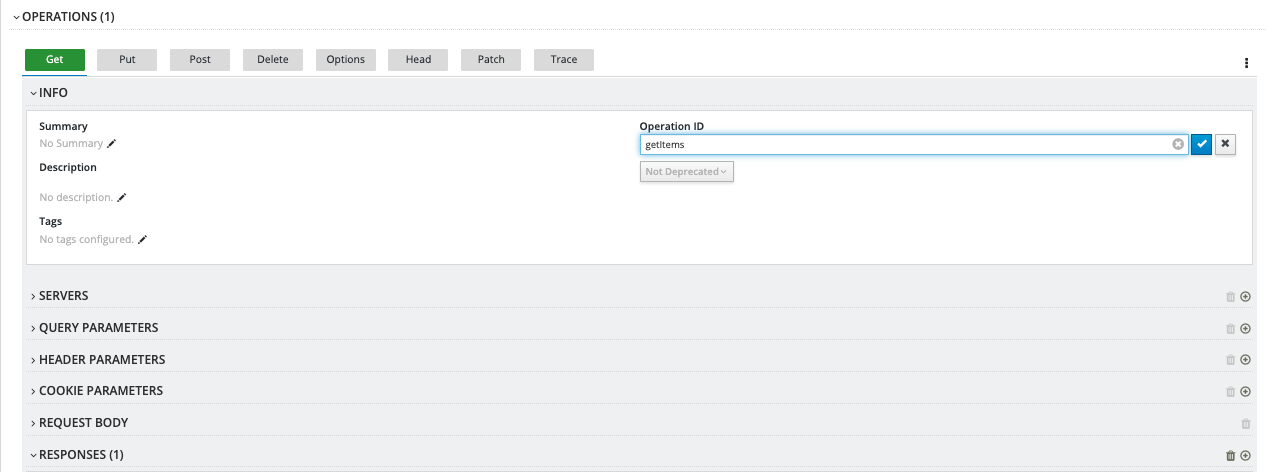 OPERATIONS (1)
Get Put Post Delete Options Head Patch Trace
INFO
Summary
No Summary
Description
No description.
Tags
No tags configured.
Operation ID
getItems
Not Deprecated
SERVERS
QUERY PARAMETERS
HEADER PARAMETERS
COOKIE PARAMETERS
REQUEST BODY
RESPONSES (1)